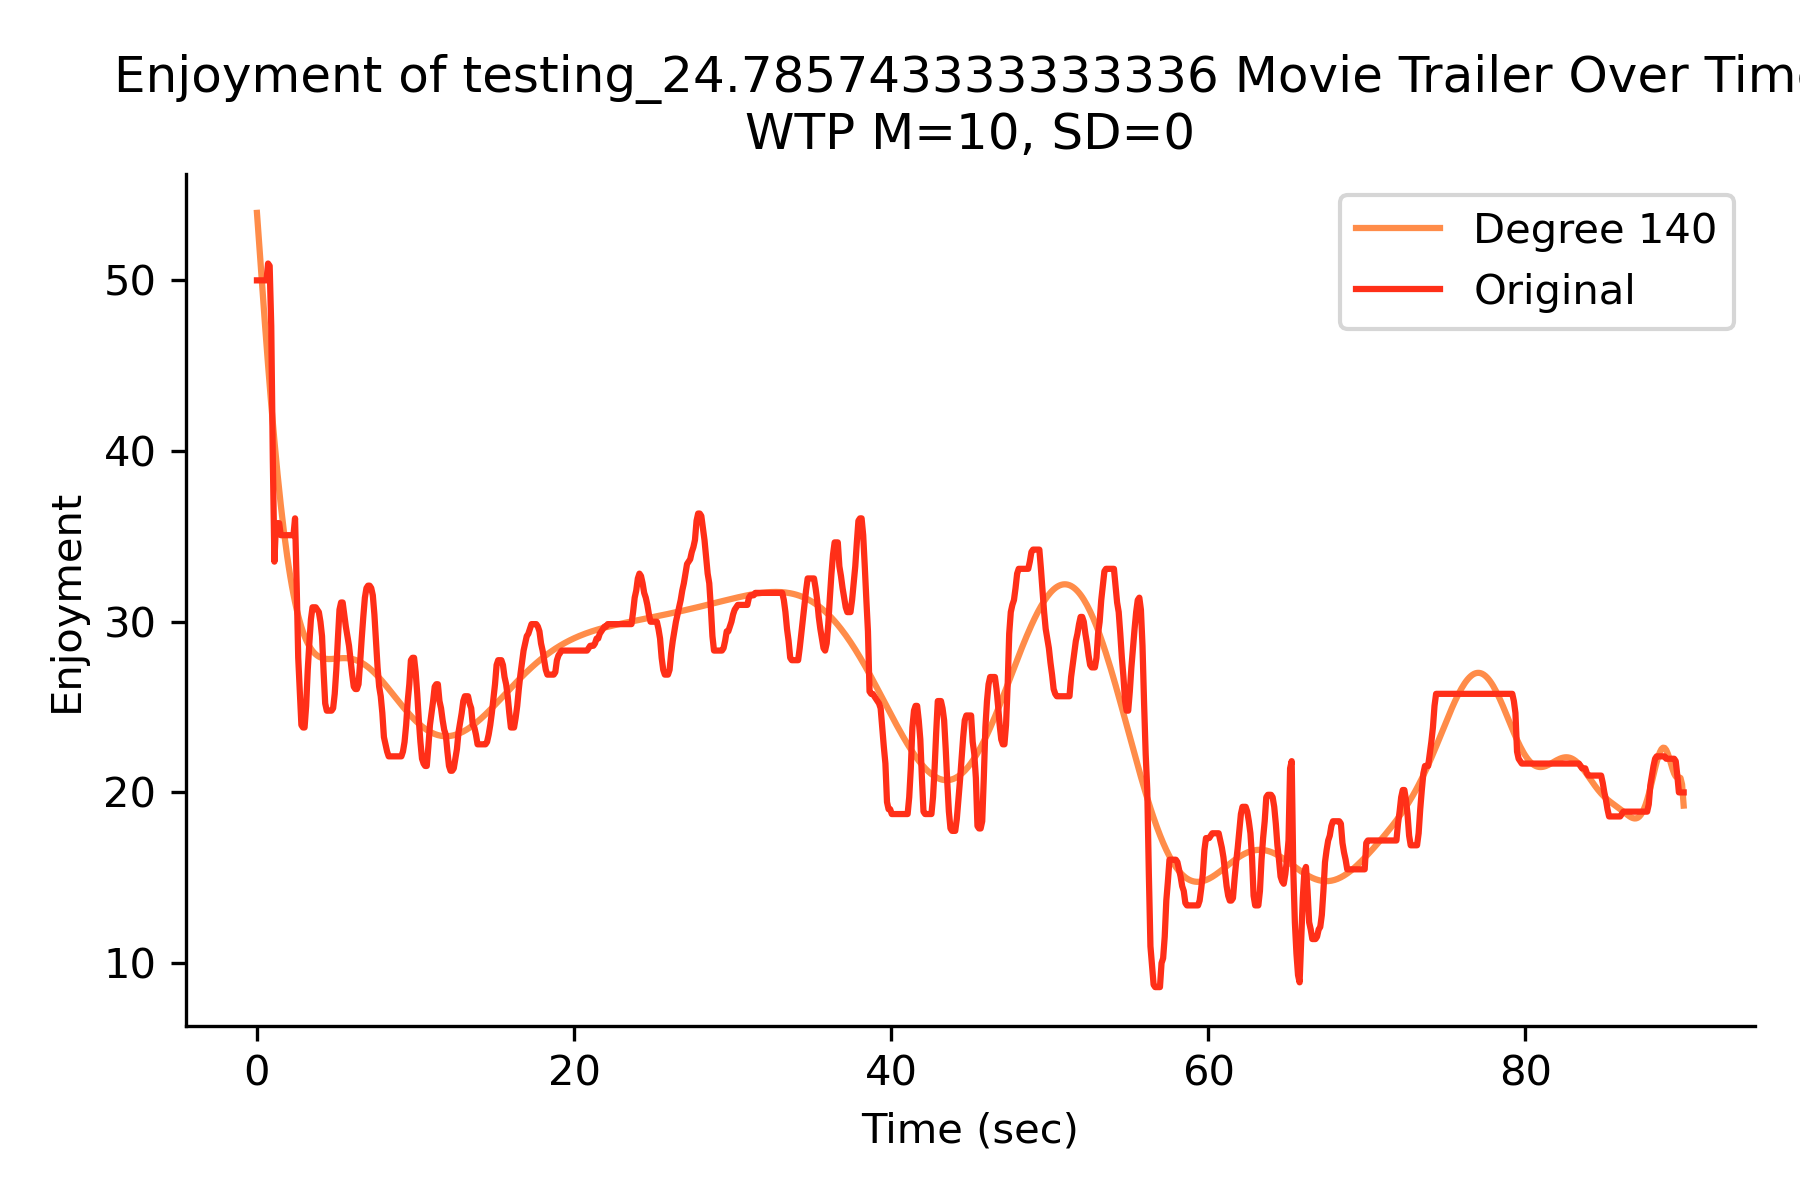 Enjoyment of testing_24.785743333333336 Movie Trailer Over Time
WTP M=10, SD=0
Degree 140
Original
Enjoyment
50
40
30
20
10
0
20
40
60
80
Time (sec)